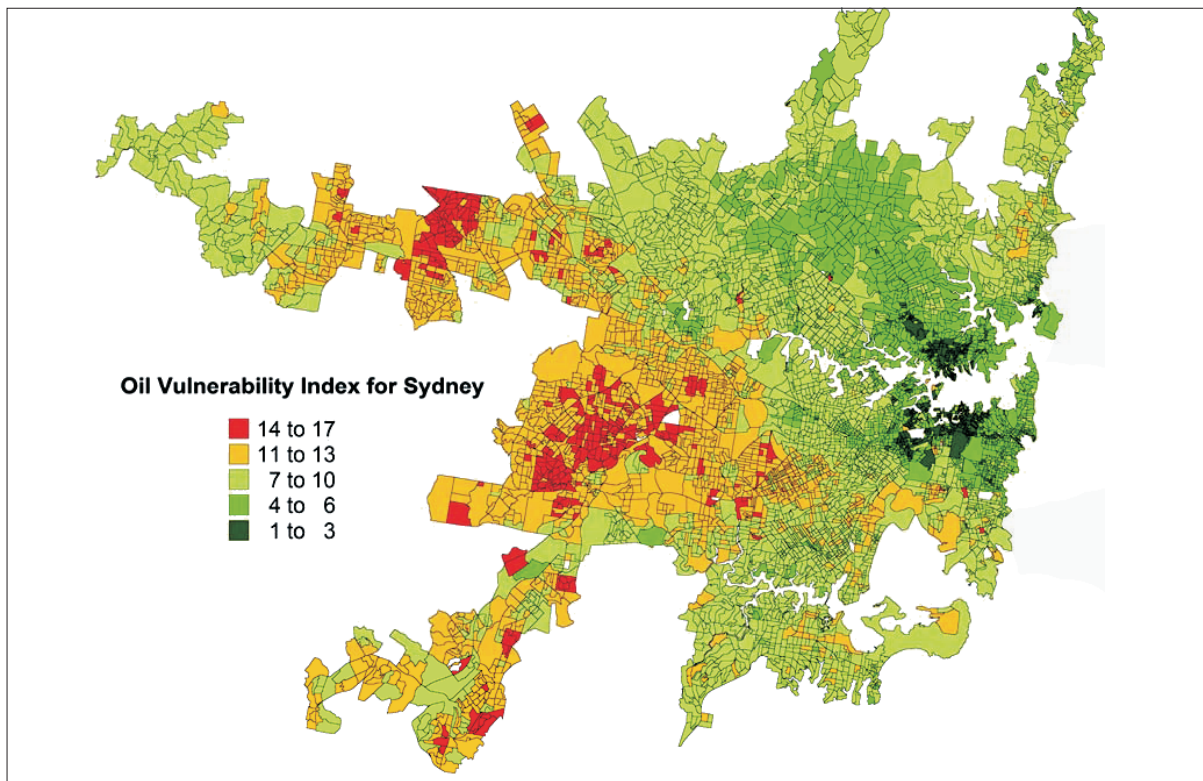 Oil Vulnerability Index for Sydney
14 to 17
11 to 13
7 to 10
4 to 6
1 to 3